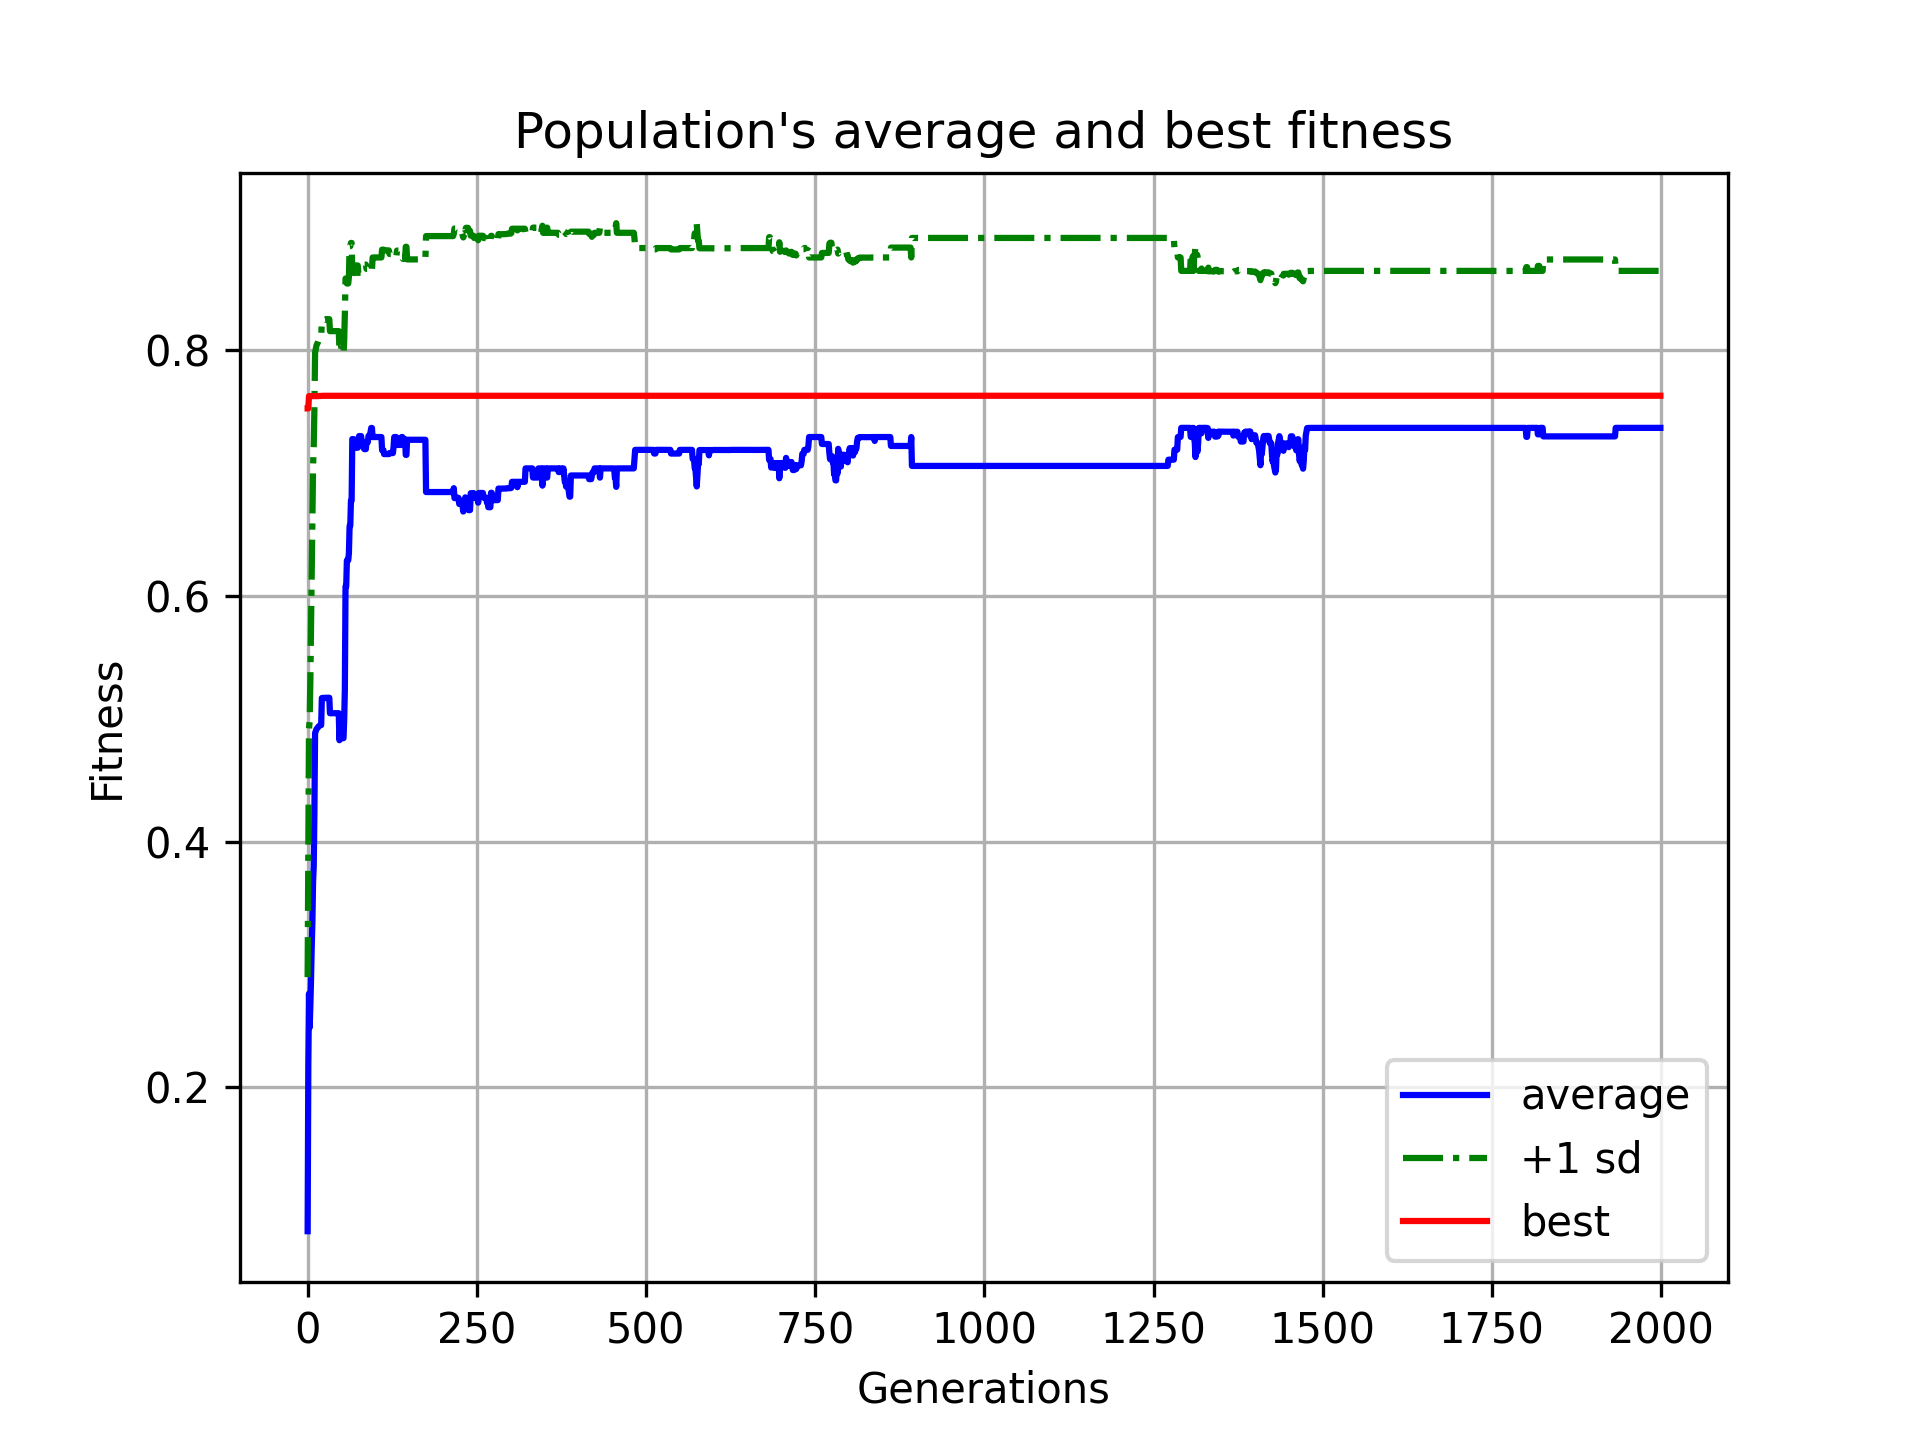 Population's average and best fitness
Fitness
0.8
0.6
0.4
0.2
0 250 500 750 1000 1250 1500 1750 2000
Generations
average
+1 sd
best